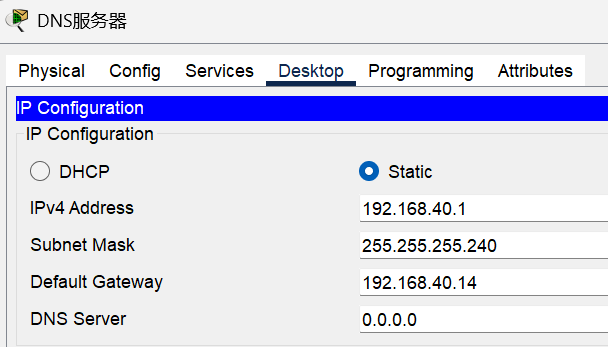 DNS服务器
Physical Config Services Desktop Programming Attributes
IP Configuration
IP Configuration
DHCP Static
IPv4 Address 192.168.40.1
Subnet Mask 255.255.255.240
Default Gateway 192.168.40.14
DNS Server 0.0.0.0